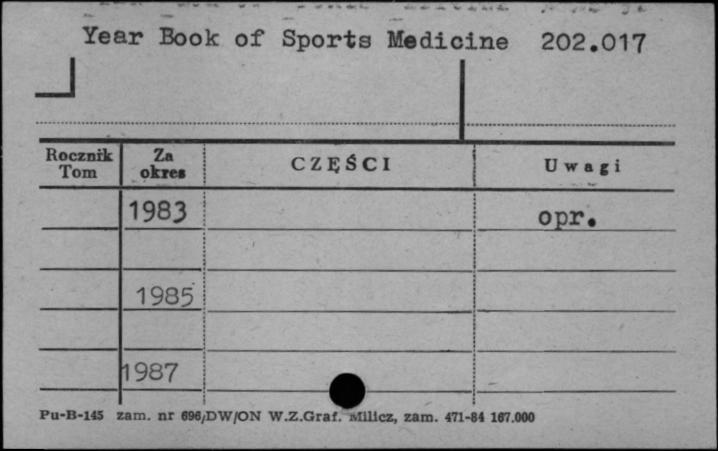 Year Book of Sports Medicine 202.017
Rocznik Tom Za okres CZĘŚCI Uwagi
1983 opr.
1985
1987
Pu-B-145 zam. nr 696/DW/ON W.Z.Graf. Milicz, zam. 471-84 167.000